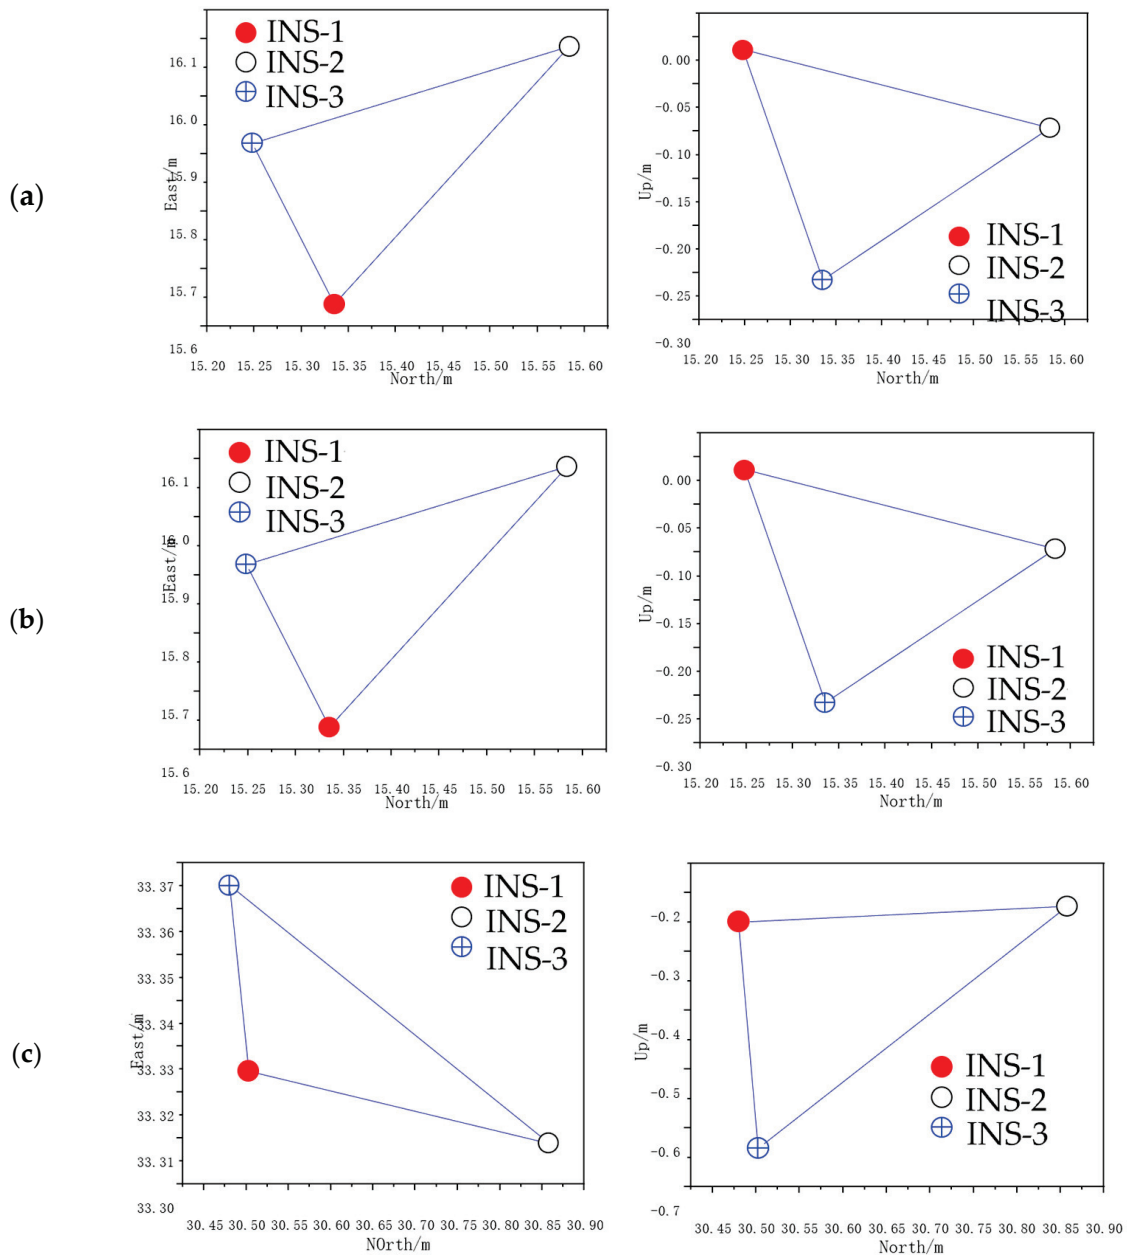 (a)
INS-1
INS-2
INS-3
East/m
16.1
16.0
15.9
15.8
15.7
15.6
15.20 15.25 15.30 15.35 15.40 15.45 15.50 15.55 15.60
North/m
INS-1
INS-2
INS-3
Up/m
0.00
-0.05
-0.10
-0.15
-0.20
-0.25
-0.30
15.20 15.25 15.30 15.35 15.40 15.45 15.50 15.55 15.60
North/m
(b)
INS-1
INS-2
INS-3
East/m
16.1
16.0
15.9
15.8
15.7
15.6
15.20 15.25 15.30 15.35 15.40 15.45 15.50 15.55 15.60
North/m
INS-1
INS-2
INS-3
Up/m
0.00
-0.05
-0.10
-0.15
-0.20
-0.25
-0.30
15.20 15.25 15.30 15.35 15.40 15.45 15.50 15.55 15.60
North/m
(c)
INS-1
INS-2
INS-3
East/m
33.37
33.36
33.35
33.34
33.33
33.32
33.31
33.30
30.45 30.50 30.60 30.65 30.70 30.75 30.80 30.85 30.90
NOrth/m
INS-1
INS-2
INS-3
Up/m
-0.2
-0.3
-0.4
-0.5
-0.6
-0.7
30.45 30.50 30.60 30.65 30.70 30.75 30.80 30.85 30.90
North/m